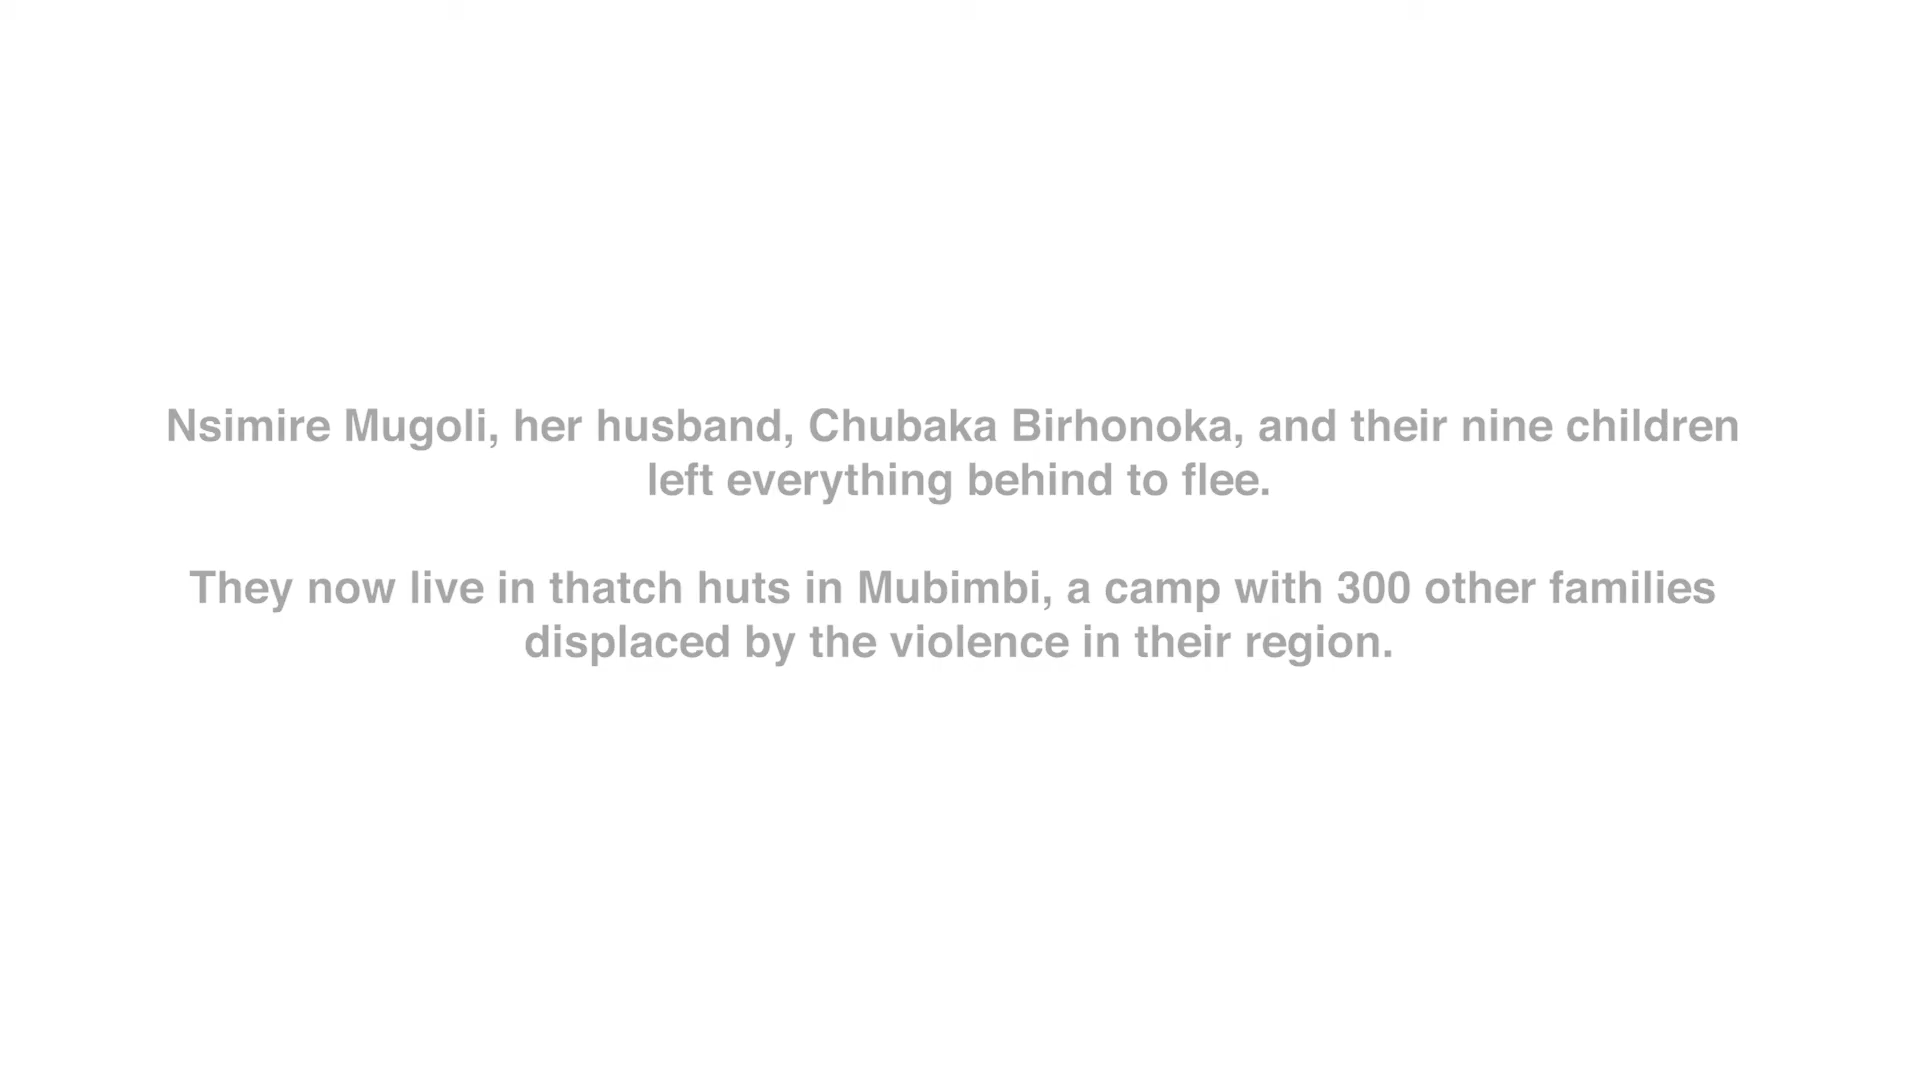 Nsimire Mugoli, her husband, Chubaka Birhonoka, and their nine children
left everything behind to flee.
They now live in thatch huts in Mubimbi, a camp with 300 other families
displaced by the violence in their region.